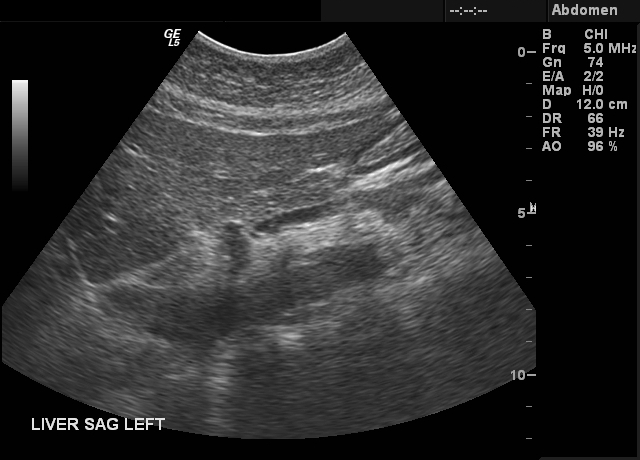 --:--:--
Abdomen
GE
L5
B CHI
Frq 5.0 MHz
Gn 74
E/A 2/2
Map H/0
D 12.0 cm
DR 66
FR 39 Hz
AO 96 %
0
5
10
LIVER SAG LEFT